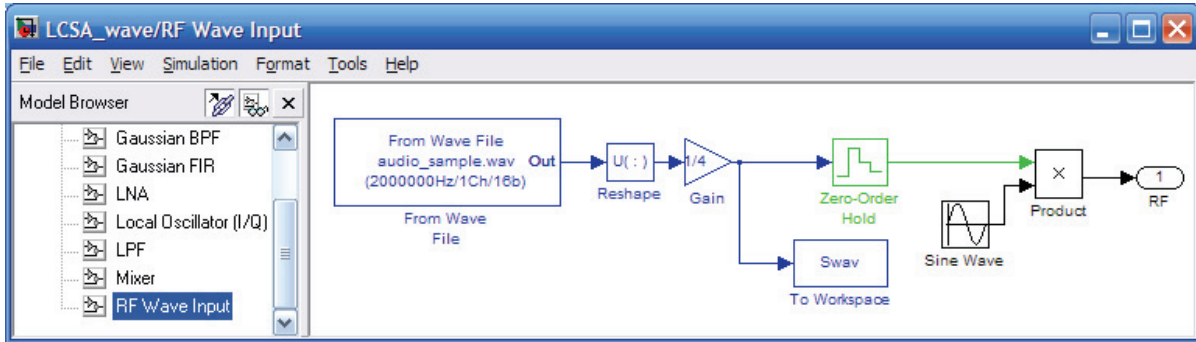 LCSA_wave/RF Wave Input
File Edit View Simulation Format Tools Help
Model Browser
Gaussian BPF
Gaussian FIR
LNA
Local Oscillator (I/Q)
LPF
Mixer
RF Wave Input
From Wave File
audio_sample.wav Out
(2000000Hz/1Ch/16b)
From Wave
File
U( : )
Reshape
1/4
Gain
Zero-Order
Hold
Swav
To Workspace
Sine Wave
×
Product
1
RF